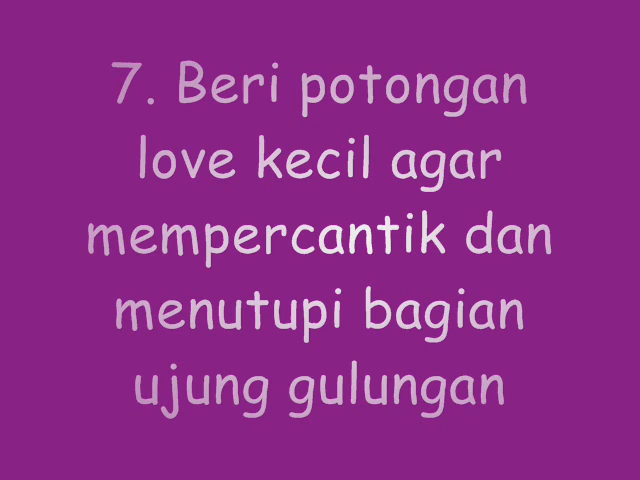 7. Beri potongan
love kecil agar
mempercantik dan
menutupi bagian
ujung gulungan